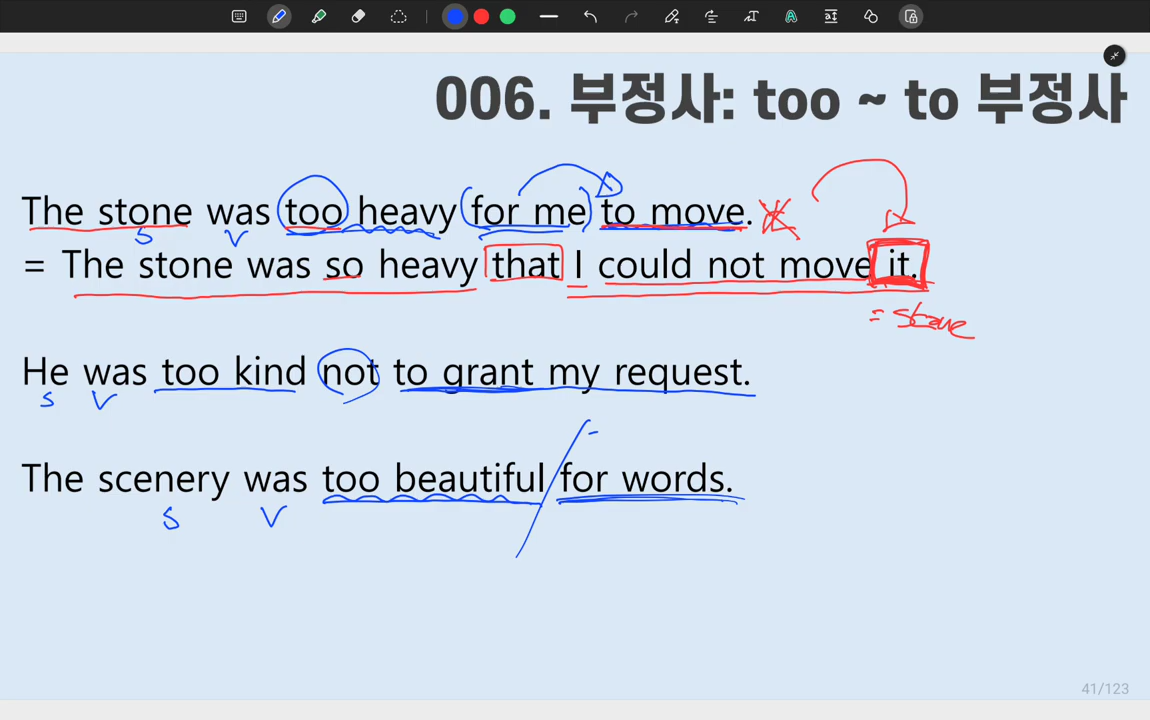 006. 부정사: too ~ to 부정사
The stone was too heavy (for me) to move.
S V
= The stone was so heavy that I could not move it.
= stone
He was too kind not to grant my request.
S V
The scenery was too beautiful / for words.
S V
41/123